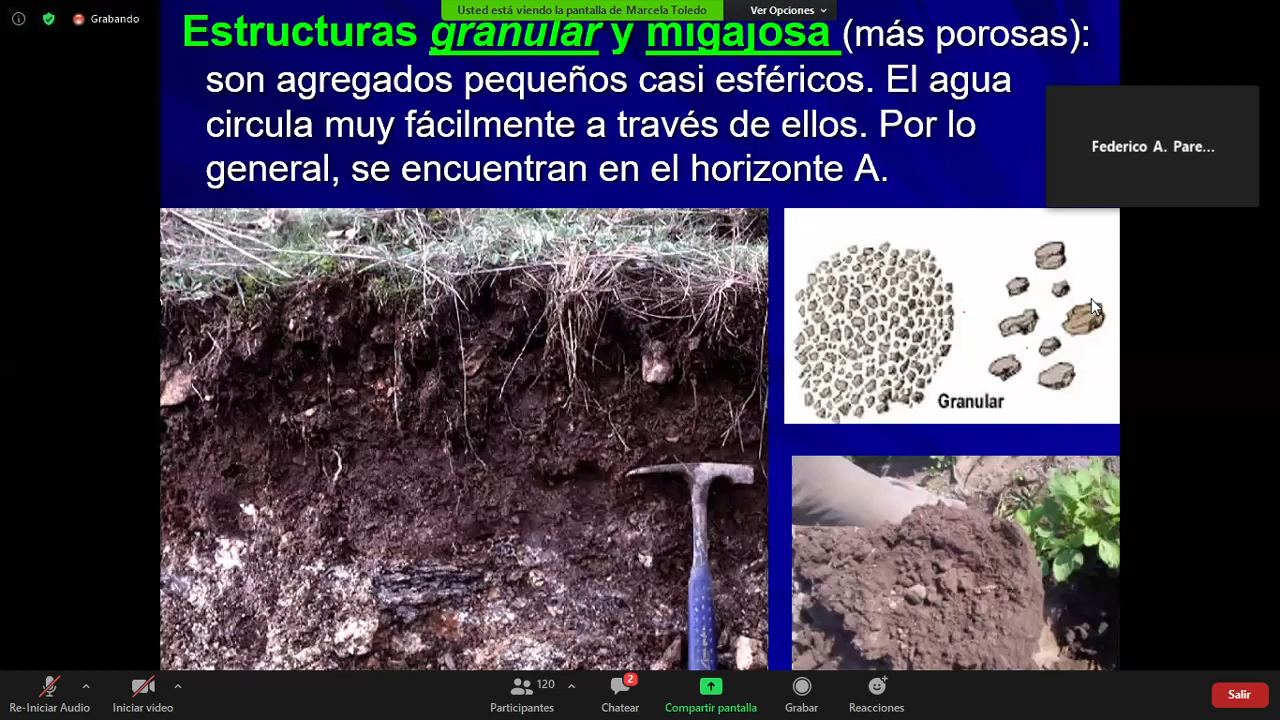 Grabando
Usted está viendo la pantalla de Marcela Toledo
Ver Opciones
Estructuras granular y migajosa (más porosas):
son agregados pequeños casi esféricos. El agua
circula muy fácilmente a través de ellos. Por lo
general, se encuentran en el horizonte A.
Federico A. Pare...
Granular
Re-Iniciar Audio
Iniciar video
120
Participantes
2
Chatear
Compartir pantalla
Grabar
Reacciones
Salir